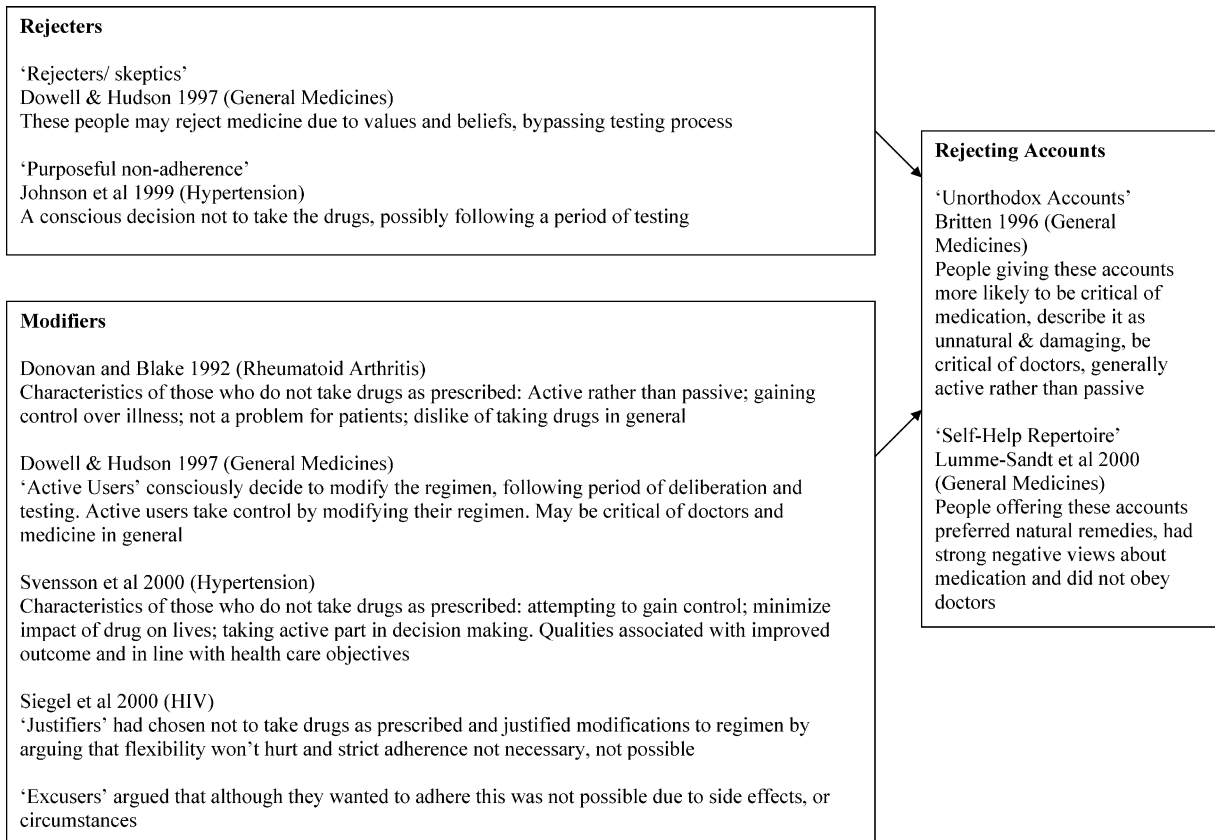 Rejecters
‘Rejecters/ skeptics’
Dowell & Hudson 1997 (General Medicines)
These people may reject medicine due to values and beliefs, bypassing testing process
‘Purposeful non-adherence’
Johnson et al 1999 (Hypertension)
A conscious decision not to take the drugs, possibly following a period of testing
Modifiers
Donovan and Blake 1992 (Rheumatoid Arthritis)
Characteristics of those who do not take drugs as prescribed: Active rather than passive; gaining
control over illness; not a problem for patients; dislike of taking drugs in general
Dowell & Hudson 1997 (General Medicines)
‘Active Users’ consciously decide to modify the regimen, following period of deliberation and
testing. Active users take control by modifying their regimen. May be critical of doctors and
medicine in general
Svensson et al 2000 (Hypertension)
Characteristics of those who do not take drugs as prescribed: attempting to gain control; minimize
impact of drug on lives; taking active part in decision making. Qualities associated with improved
outcome and in line with health care objectives
Siegel et al 2000 (HIV)
‘Justifiers’ had chosen not to take drugs as prescribed and justified modifications to regimen by
arguing that flexibility won’t hurt and strict adherence not necessary, not possible
‘Excusers’ argued that although they wanted to adhere this was not possible due to side effects, or
circumstances
Rejecting Accounts
‘Unorthodox Accounts’
Britten 1996 (General
Medicines)
People giving these accounts
more likely to be critical of
medication, describe it as
unnatural & damaging, be
critical of doctors, generally
active rather than passive
‘Self-Help Repertoire’
Lumme-Sandt et al 2000
(General Medicines)
People offering these accounts
preferred natural remedies, had
strong negative views about
medication and did not obey
doctors